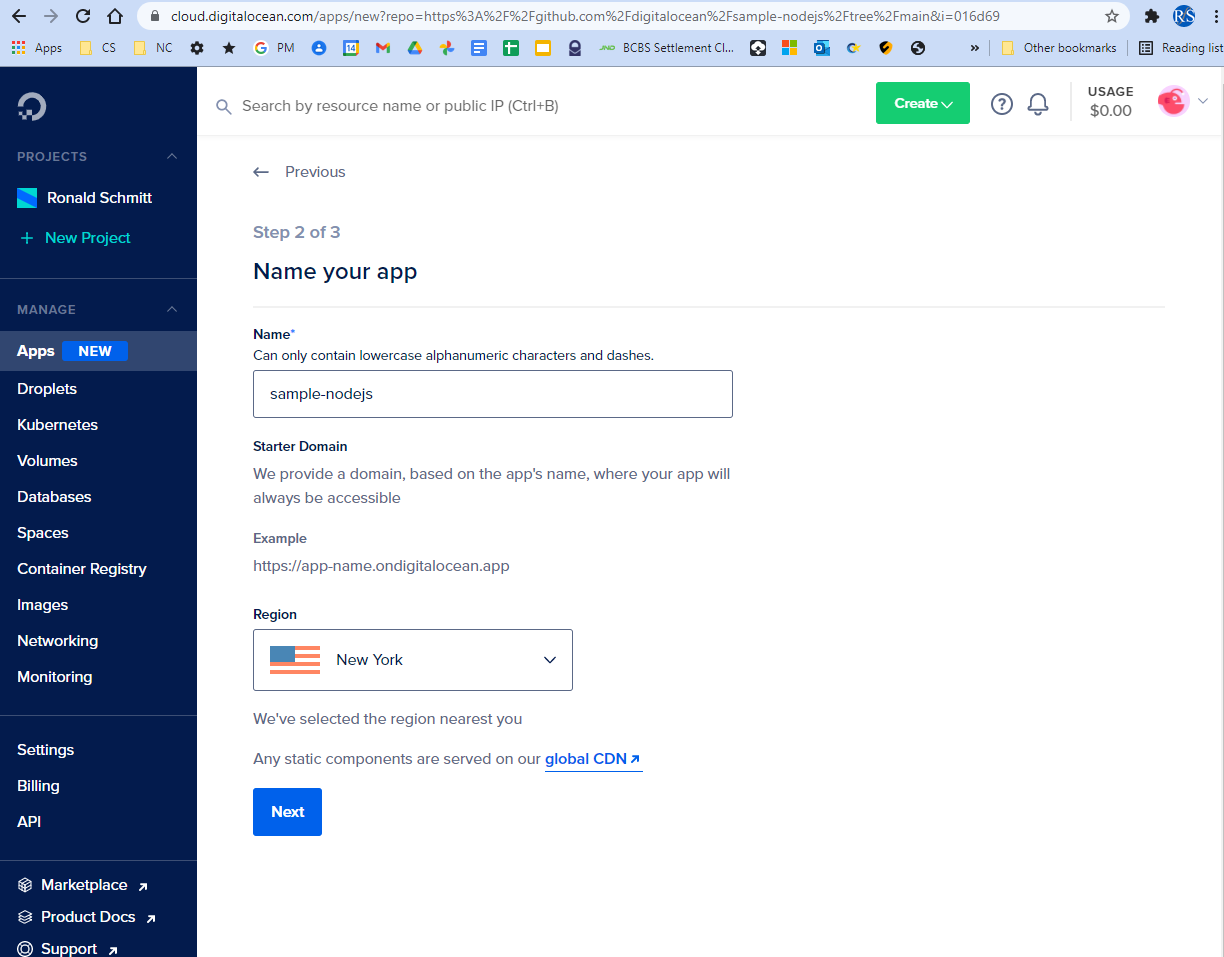 cloud.digitalocean.com/apps/new?repo=https%3A%2F%2Fgithub.com%2Fdigitalocean%2Fsample-nodejs%2Ftree%2Fmain&i=016d69
RS
Apps CS NC PM 14 JND BCBS Settlement Cl... » Other bookmarks Reading list
Search by resource name or public IP (Ctrl+B)
Create
?
USAGE
$0.00
PROJECTS
Ronald Schmitt
+ New Project
MANAGE
Apps NEW
Droplets
Kubernetes
Volumes
Databases
Spaces
Container Registry
Images
Networking
Monitoring
Settings
Billing
API
Marketplace
Product Docs
Support
← Previous
Step 2 of 3
Name your app
Name*
Can only contain lowercase alphanumeric characters and dashes.
sample-nodejs
Starter Domain
We provide a domain, based on the app's name, where your app will
always be accessible
Example
https://app-name.ondigitalocean.app
Region
New York
We've selected the region nearest you
Any static components are served on our global CDN
Next